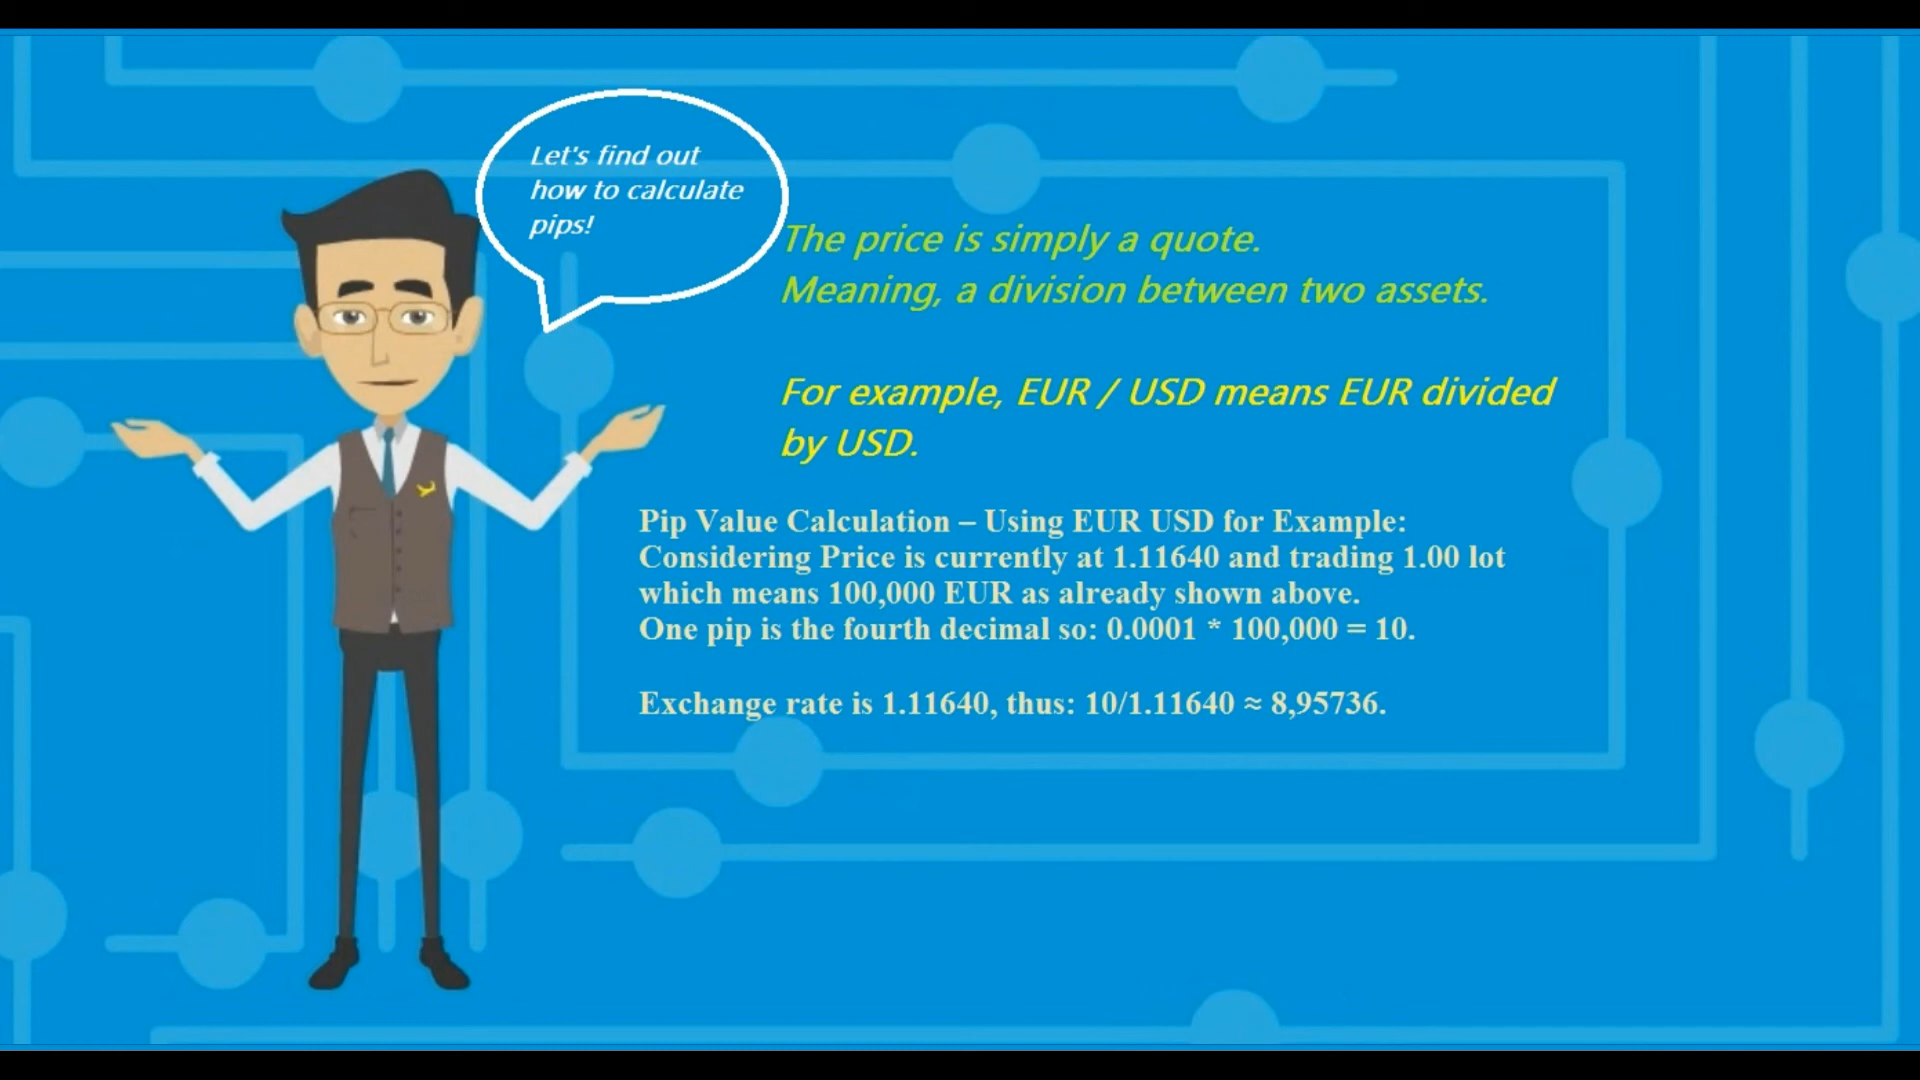 Let's find out
how to calculate
pips!
The price is simply a quote.
Meaning, a division between two assets.
For example, EUR / USD means EUR divided
by USD.
Pip Value Calculation – Using EUR USD for Example:
Considering Price is currently at 1.11640 and trading 1.00 lot
which means 100,000 EUR as already shown above.
One pip is the fourth decimal so: 0.0001 * 100,000 = 10.
Exchange rate is 1.11640, thus: 10/1.11640 ≈ 8,95736.